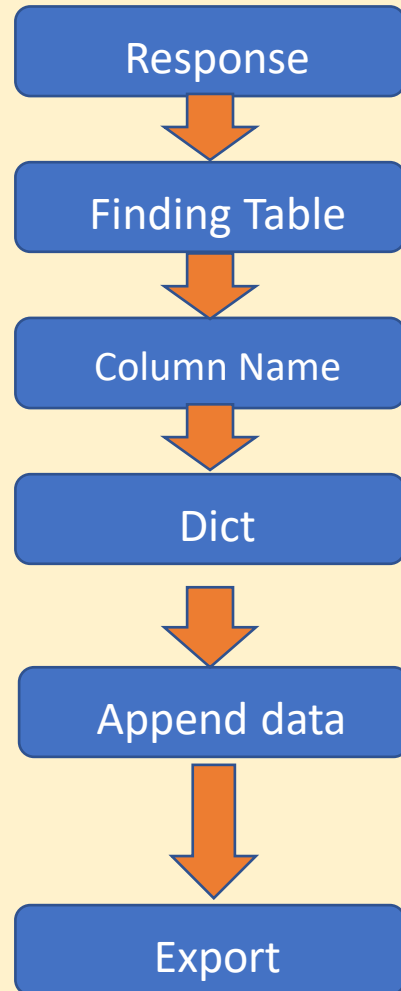 Response
Finding Table
Column Name
Dict
Append data
Export